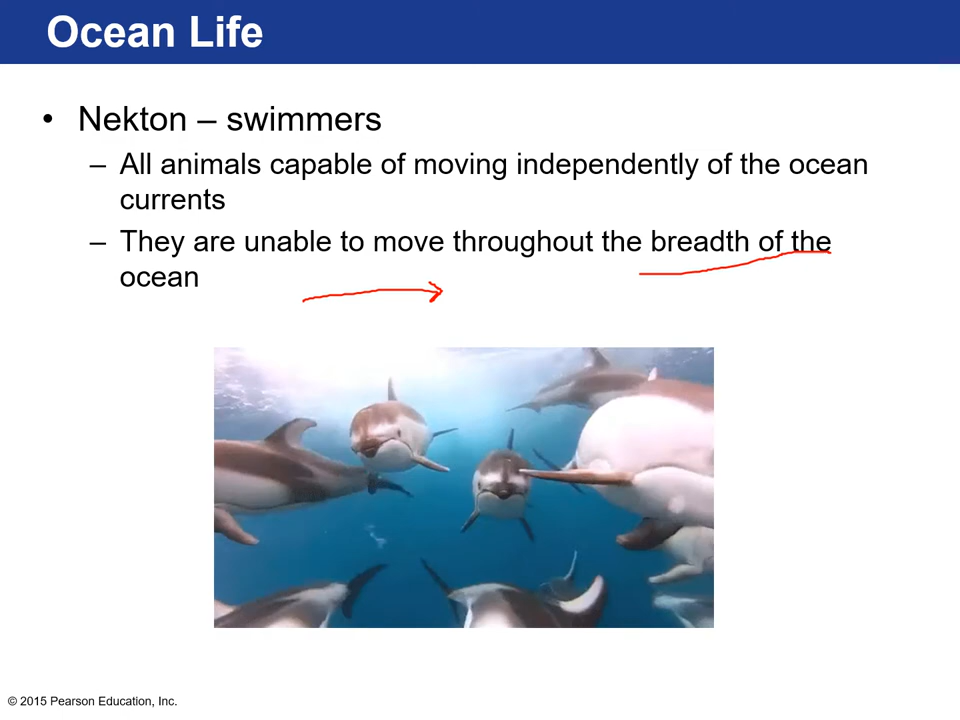 Ocean Life
• Nekton – swimmers
– All animals capable of moving independently of the ocean
currents
– They are unable to move throughout the breadth of the
ocean
© 2015 Pearson Education, Inc.